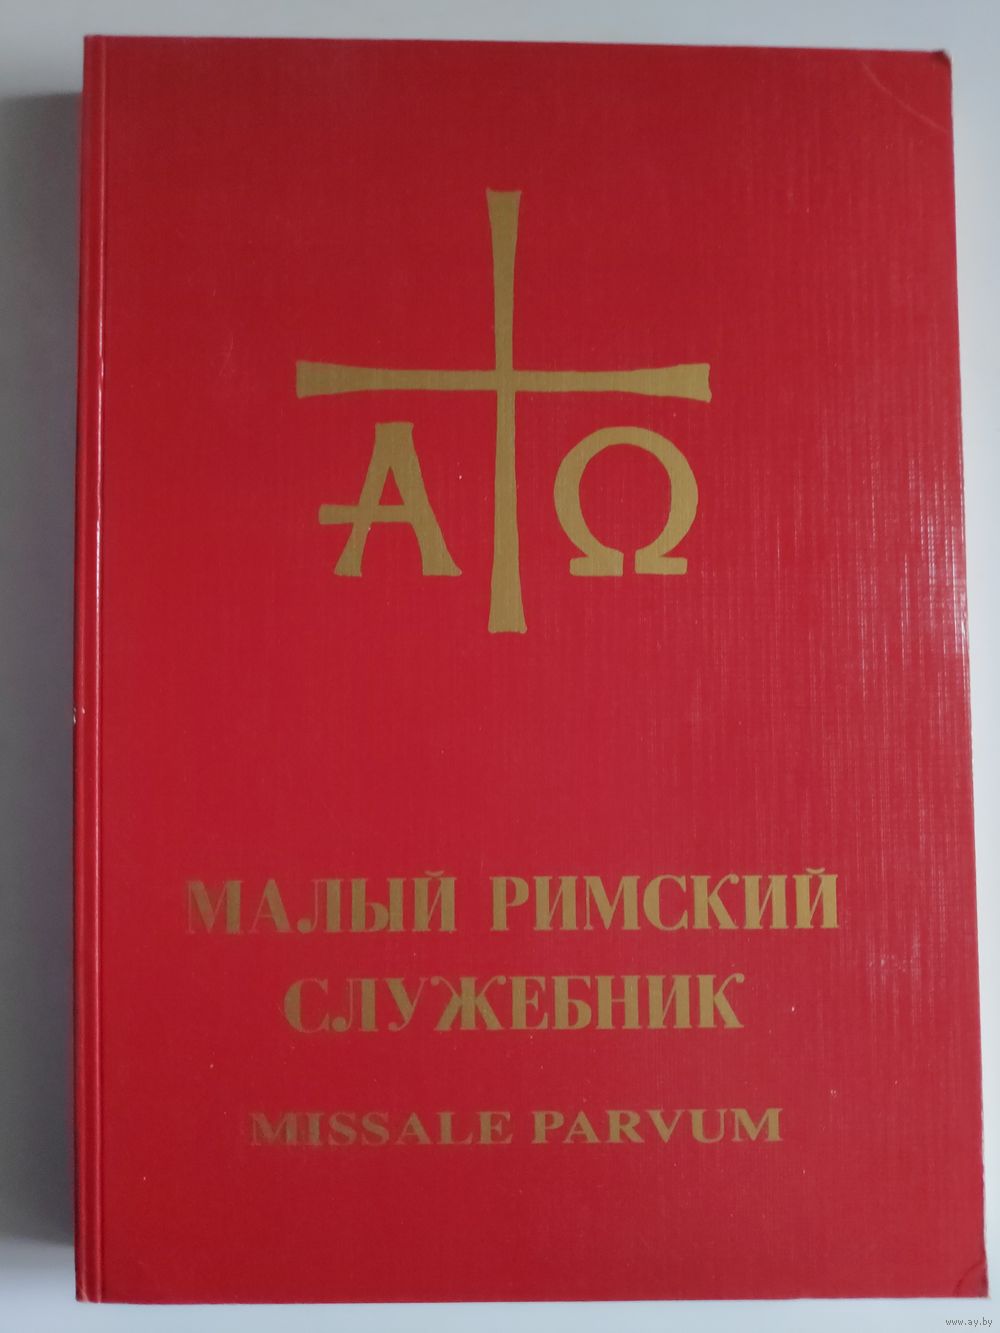 Α Ω
МАЛЫЙ РИМСКИЙ
СЛУЖЕБНИК
MISSALE PARVUM
www.ay.by